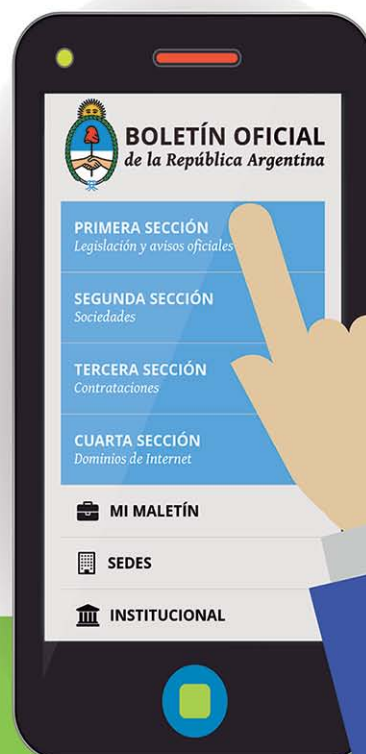 BOLETÍN OFICIAL
de la República Argentina
PRIMERA SECCIÓN
Legislación y avisos oficiales
SEGUNDA SECCIÓN
Sociedades
TERCERA SECCIÓN
Contrataciones
CUARTA SECCIÓN
Dominios de Internet
MI MALETÍN
SEDES
INSTITUCIONAL